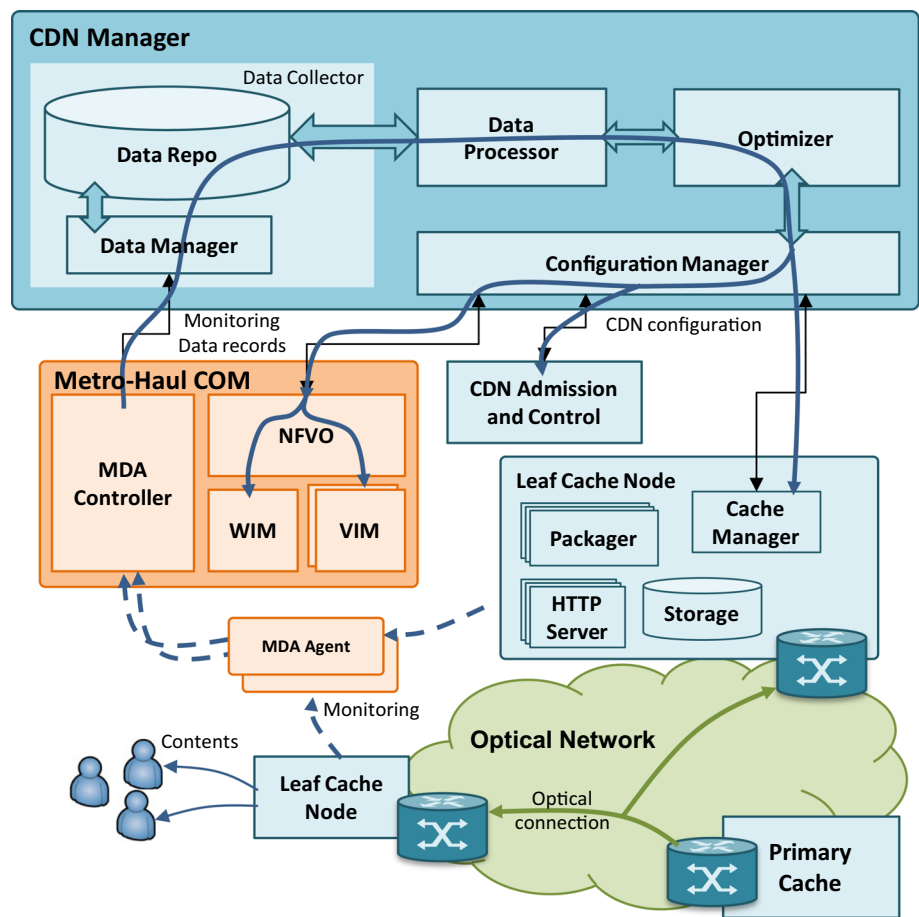 CDN Manager
Data Collector
Data Repo
Data
Processor
Optimizer
Data Manager
Configuration Manager
Monitoring
Data records
CDN configuration
Metro-Haul COM
MDA
Controller
NFVO
WIM
VIM
CDN Admission
and Control
Leaf Cache Node
Packager
Cache
Manager
HTTP
Server
Storage
MDA Agent
Monitoring
Contents
Leaf Cache
Node
Optical Network
Optical
connection
Primary
Cache